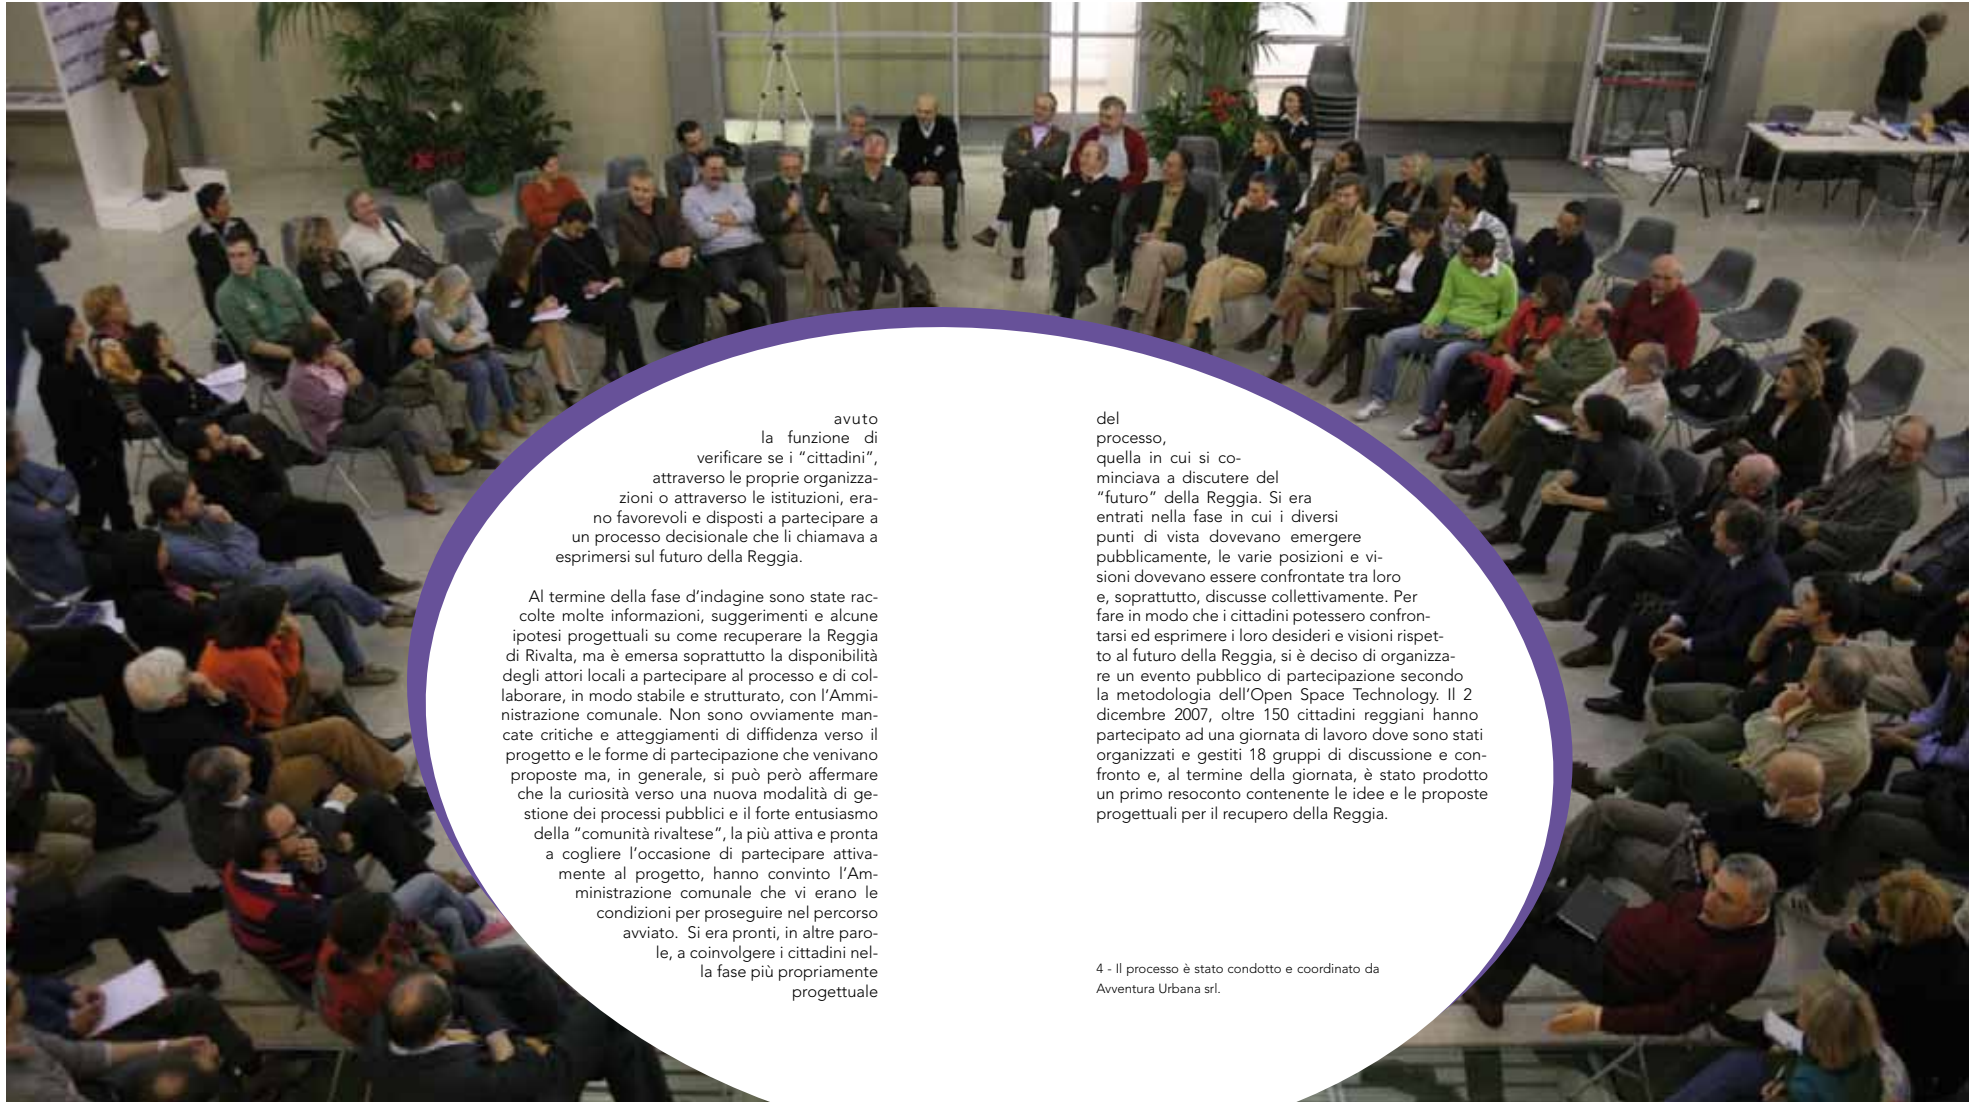 avuto
la funzione di
verificare se i “cittadini”,
attraverso le proprie organizza-
zioni o attraverso le istituzioni, era-
no favorevoli e disposti a partecipare a
un processo decisionale che li chiamava a
esprimersi sul futuro della Reggia.
Al termine della fase d’indagine sono state rac-
colte molte informazioni, suggerimenti e alcune
ipotesi progettuali su come recuperare la Reggia
di Rivalta, ma è emersa soprattutto la disponibilità
degli attori locali a partecipare al processo e di col-
laborare, in modo stabile e strutturato, con l’Ammi-
nistrazione comunale. Non sono ovviamente man-
cate critiche e atteggiamenti di diffidenza verso il
progetto e le forme di partecipazione che venivano
proposte ma, in generale, si può però affermare
che la curiosità verso una nuova modalità di ge-
stione dei processi pubblici e il forte entusiasmo
della “comunità rivaltese”, la più attiva e pronta
a cogliere l’occasione di partecipare attiva-
mente al progetto, hanno convinto l’Am-
ministrazione comunale che vi erano le
condizioni per proseguire nel percorso
avviato. Si era pronti, in altre paro-
le, a coinvolgere i cittadini nel-
la fase più propriamente
progettuale
del
processo,
quella in cui si co-
minciava a discutere del
“futuro” della Reggia. Si era
entrati nella fase in cui i diversi
punti di vista dovevano emergere
pubblicamente, le varie posizioni e vi-
sioni dovevano essere confrontate tra loro
e, soprattutto, discusse collettivamente. Per
fare in modo che i cittadini potessero confron-
tarsi ed esprimere i loro desideri e visioni rispet-
to al futuro della Reggia, si è deciso di organizza-
re un evento pubblico di partecipazione secondo
la metodologia dell’Open Space Technology. Il 2
dicembre 2007, oltre 150 cittadini reggiani hanno
partecipato ad una giornata di lavoro dove sono stati
organizzati e gestiti 18 gruppi di discussione e con-
fronto e, al termine della giornata, è stato prodotto
un primo resoconto contenente le idee e le proposte
progettuali per il recupero della Reggia.
4 - Il processo è stato condotto e coordinato da
Avventura Urbana srl.